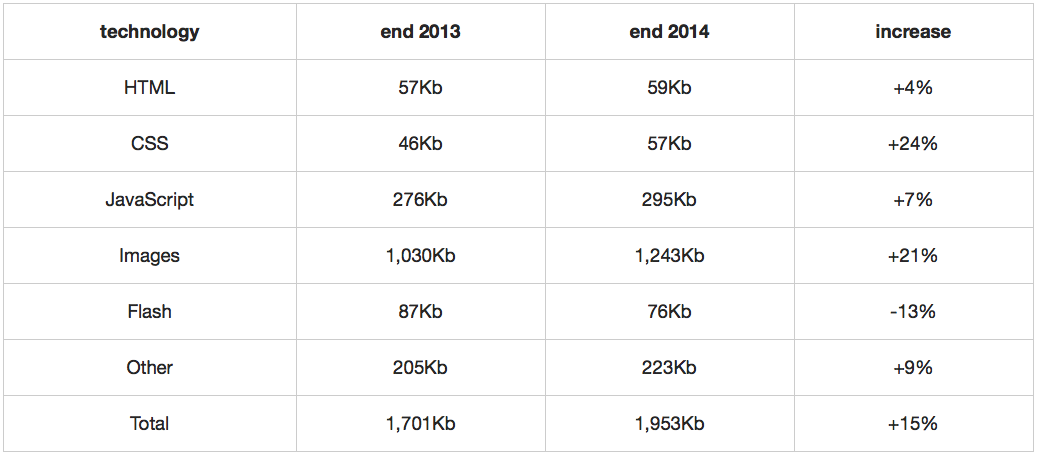 technology end 2013 end 2014 increase
HTML 57Kb 59Kb +4%
CSS 46Kb 57Kb +24%
JavaScript 276Kb 295Kb +7%
Images 1,030Kb 1,243Kb +21%
Flash 87Kb 76Kb -13%
Other 205Kb 223Kb +9%
Total 1,701Kb 1,953Kb +15%